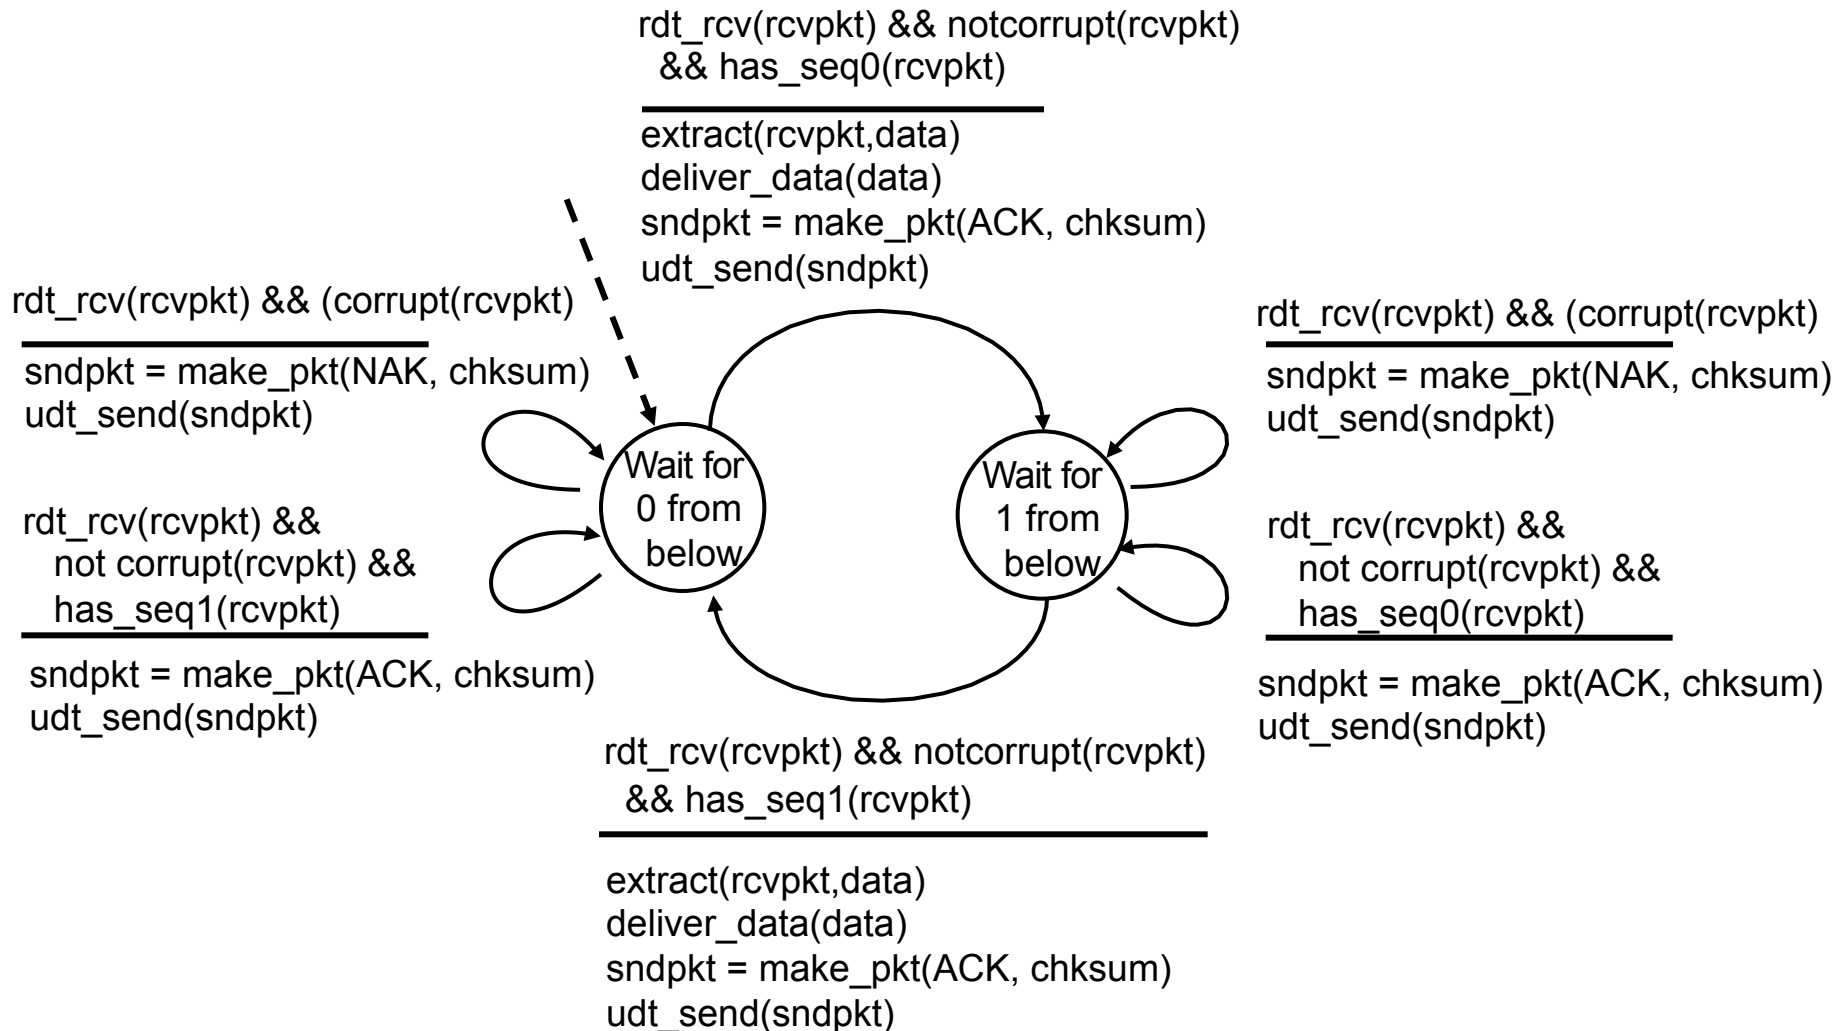 rdt_rcv(rcvpkt) && notcorrupt(rcvpkt)
&& has_seq0(rcvpkt)
extract(rcvpkt,data)
deliver_data(data)
sndpkt = make_pkt(ACK, chksum)
udt_send(sndpkt)
rdt_rcv(rcvpkt) && (corrupt(rcvpkt)
sndpkt = make_pkt(NAK, chksum)
udt_send(sndpkt)
rdt_rcv(rcvpkt) &&
not corrupt(rcvpkt) &&
has_seq1(rcvpkt)
sndpkt = make_pkt(ACK, chksum)
udt_send(sndpkt)
Wait for
0 from
below
Wait for
1 from
below
rdt_rcv(rcvpkt) && (corrupt(rcvpkt)
sndpkt = make_pkt(NAK, chksum)
udt_send(sndpkt)
rdt_rcv(rcvpkt) &&
not corrupt(rcvpkt) &&
has_seq0(rcvpkt)
sndpkt = make_pkt(ACK, chksum)
udt_send(sndpkt)
rdt_rcv(rcvpkt) && notcorrupt(rcvpkt)
&& has_seq1(rcvpkt)
extract(rcvpkt,data)
deliver_data(data)
sndpkt = make_pkt(ACK, chksum)
udt_send(sndpkt)